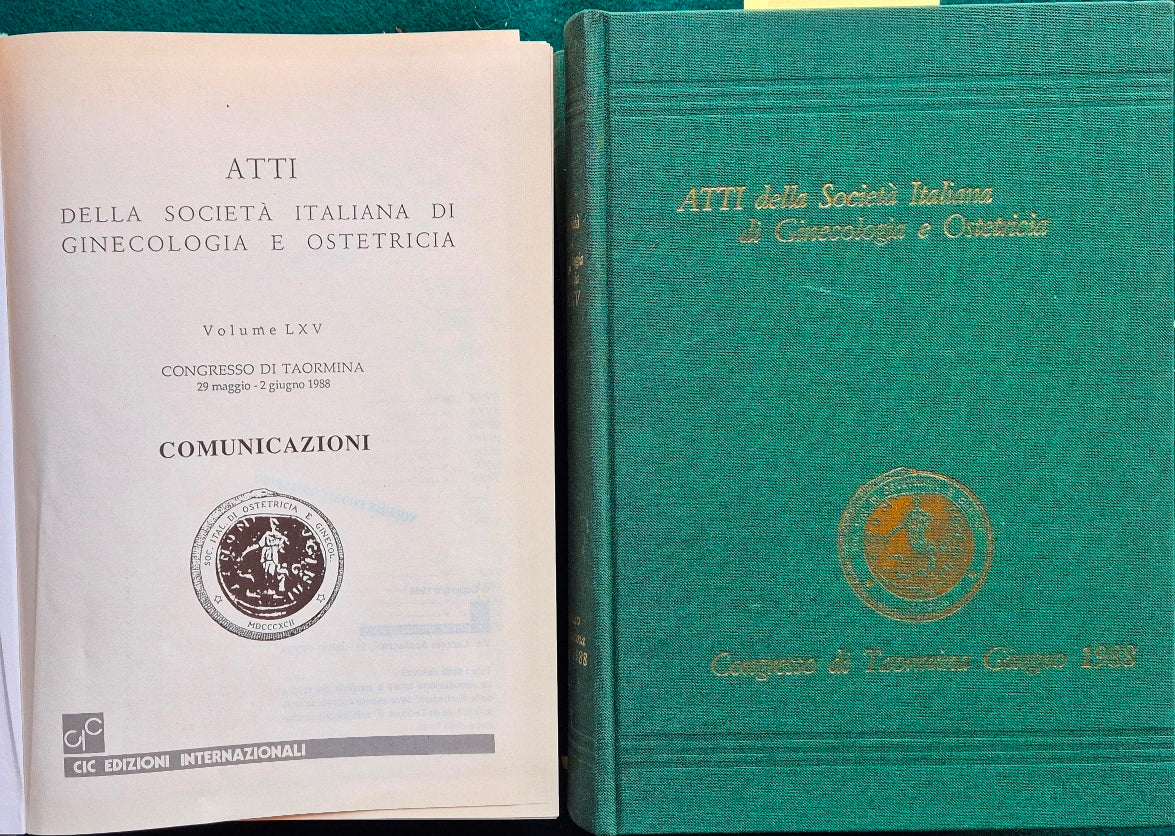 ATTI
DELLA SOCIETÀ ITALIANA DI
GINECOLOGIA E OSTETRICIA
Volume LXV
CONGRESSO DI TAORMINA
29 maggio - 2 giugno 1988
COMUNICAZIONI
SOC. ITAL. DI OSTETRICIA E GINECOL.
MDCCCXCII
CIC
CIC EDIZIONI INTERNAZIONALI
ATTI della Società Italiana
di Ginecologia e Ostetricia
Congresso di Taormina Giugno 1988